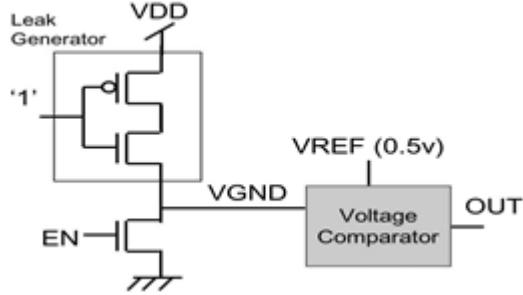 Leak
Generator
VDD
‘1’
VREF (0.5v)
VGND
Voltage
Comparator
OUT
EN